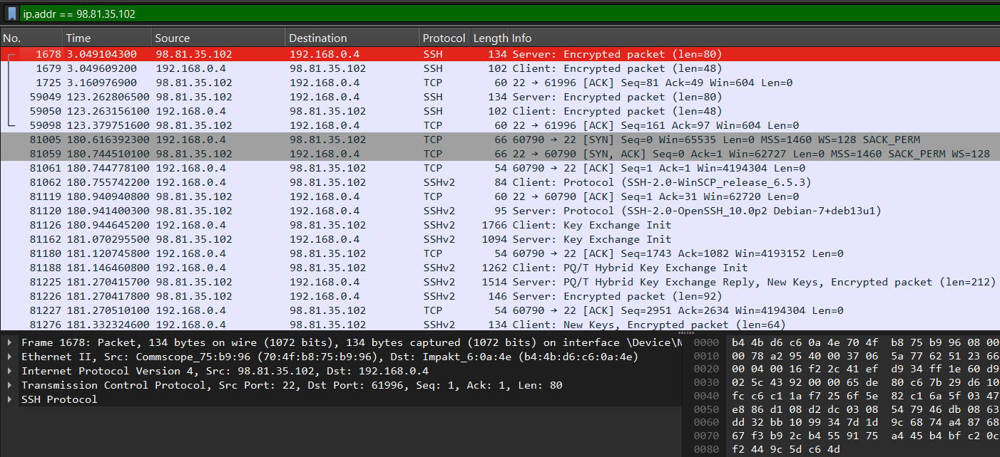 ip.addr == 98.81.35.102
No. Time Source Destination Protocol Length Info
1678 3.049104300 98.81.35.102 192.168.0.4 SSH 134 Server: Encrypted packet (len=80)
1679 3.049609200 192.168.0.4 98.81.35.102 SSH 102 Client: Encrypted packet (len=48)
1725 3.160976900 98.81.35.102 192.168.0.4 TCP 60 22 → 61996 [ACK] Seq=81 Ack=49 Win=604 Len=0
59049 123.262806500 98.81.35.102 192.168.0.4 SSH 134 Server: Encrypted packet (len=80)
59050 123.263156100 192.168.0.4 98.81.35.102 SSH 102 Client: Encrypted packet (len=48)
59098 123.379751600 98.81.35.102 192.168.0.4 TCP 60 22 → 61996 [ACK] Seq=161 Ack=97 Win=604 Len=0
81005 180.616392300 192.168.0.4 98.81.35.102 TCP 66 60790 → 22 [SYN] Seq=0 Win=65535 Len=0 MSS=1460 WS=128 SACK_PERM
81059 180.744510100 98.81.35.102 192.168.0.4 TCP 66 22 → 60790 [SYN, ACK] Seq=0 Ack=1 Win=62727 Len=0 MSS=1460 SACK_PERM WS=128
81061 180.744778100 192.168.0.4 98.81.35.102 TCP 54 60790 → 22 [ACK] Seq=1 Ack=1 Win=4194304 Len=0
81062 180.755742200 192.168.0.4 98.81.35.102 SSHv2 84 Client: Protocol (SSH-2.0-WinSCP_release_6.5.3)
81119 180.940940800 98.81.35.102 192.168.0.4 TCP 60 22 → 60790 [ACK] Seq=1 Ack=31 Win=62720 Len=0
81120 180.941400300 98.81.35.102 192.168.0.4 SSHv2 95 Server: Protocol (SSH-2.0-OpenSSH_10.0p2 Debian-7+deb13u1)
81126 180.944645200 192.168.0.4 98.81.35.102 SSHv2 1766 Client: Key Exchange Init
81162 181.070295500 98.81.35.102 192.168.0.4 SSHv2 1094 Server: Key Exchange Init
81180 181.120745800 192.168.0.4 98.81.35.102 TCP 54 60790 → 22 [ACK] Seq=1743 Ack=1082 Win=4193152 Len=0
81188 181.146460800 192.168.0.4 98.81.35.102 SSHv2 1262 Client: PQ/T Hybrid Key Exchange Init
81225 181.270415700 98.81.35.102 192.168.0.4 SSHv2 1514 Server: PQ/T Hybrid Key Exchange Reply, New Keys, Encrypted packet (len=212)
81226 181.270417800 98.81.35.102 192.168.0.4 SSHv2 146 Server: Encrypted packet (len=92)
81227 181.270510100 192.168.0.4 98.81.35.102 TCP 54 60790 → 22 [ACK] Seq=2951 Ack=2634 Win=4194304 Len=0
81276 181.332324600 192.168.0.4 98.81.35.102 SSHv2 134 Client: New Keys, Encrypted packet (len=64)
Frame 1678: Packet, 134 bytes on wire (1072 bits), 134 bytes captured (1072 bits) on interface \Device\N
Ethernet II, Src: Commscope_75:b9:96 (70:4f:b8:75:b9:96), Dst: Impakt_6:0a:4e (b4:4b:d6:c6:0a:4e)
Internet Protocol Version 4, Src: 98.81.35.102, Dst: 192.168.0.4
Transmission Control Protocol, Src Port: 22, Dst Port: 61996, Seq: 1, Ack: 1, Len: 80
SSH Protocol
0000 b4 4b d6 c6 0a 4e 70 4f b8 75 b9 96 08 00
0010 00 78 a2 95 40 00 37 06 5a 77 62 51 23 66
0020 00 04 00 16 f2 2c 41 ef d9 34 ff 1e 60 d9
0030 02 5c 43 92 00 00 65 de 80 c6 7b 29 d6 10
0040 fc c6 c1 1a f7 25 6f 5e 82 c1 6a 5f 03 47
0050 e8 86 d1 08 d2 dc 03 08 54 79 46 db 08 63
0060 dd 32 bb 10 99 34 7d 1d 9c 68 74 a4 87 68
0070 67 f3 b9 2c b4 55 91 75 a4 45 b4 bf c2 0c
0080 f2 44 9c 5d c6 4d